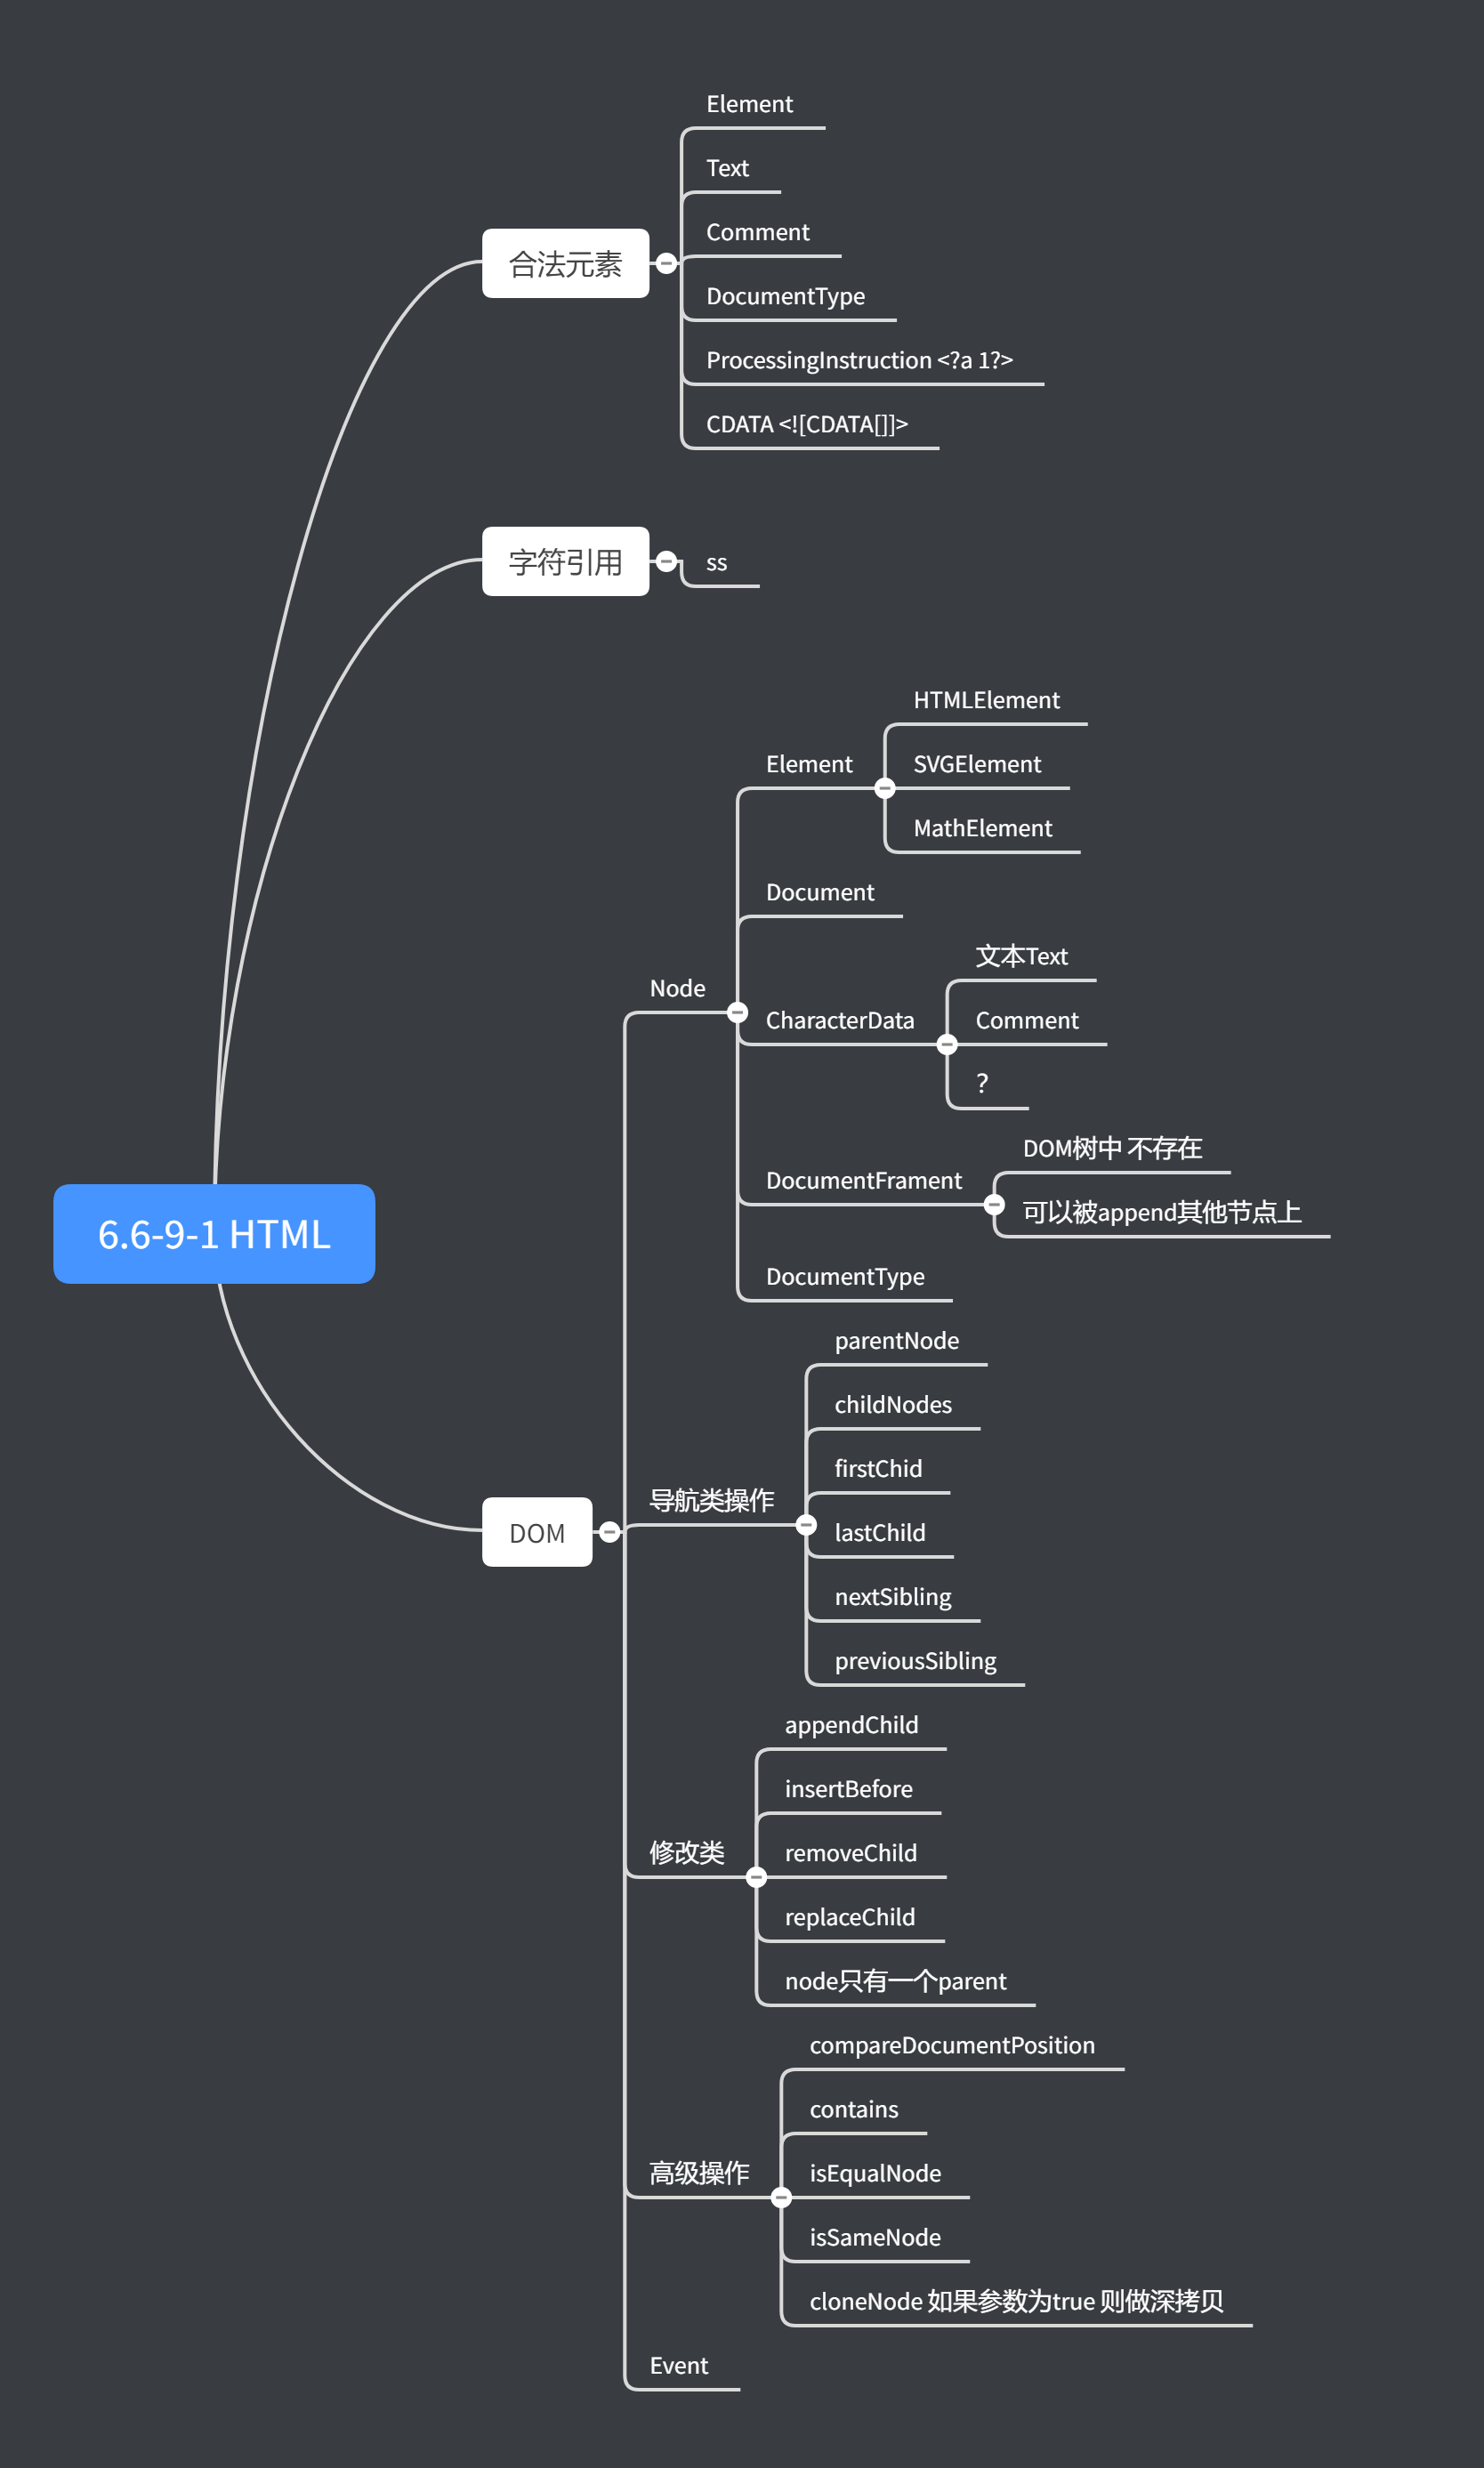 6.6-9-1 HTML
合法元素
Element
Text
Comment
DocumentType
ProcessingInstruction <?a 1?>
CDATA <![CDATA[]]>
字符引用
ss
DOM
Node
Element
HTMLElement
SVGElement
MathElement
Document
CharacterData
文本Text
Comment
?
DocumentFrament
DOM树中 不存在
可以被append其他节点上
DocumentType
导航类操作
parentNode
childNodes
firstChid
lastChild
nextSibling
previousSibling
修改类
appendChild
insertBefore
removeChild
replaceChild
node只有一个parent
高级操作
compareDocumentPosition
contains
isEqualNode
isSameNode
cloneNode 如果参数为true 则做深拷贝
Event